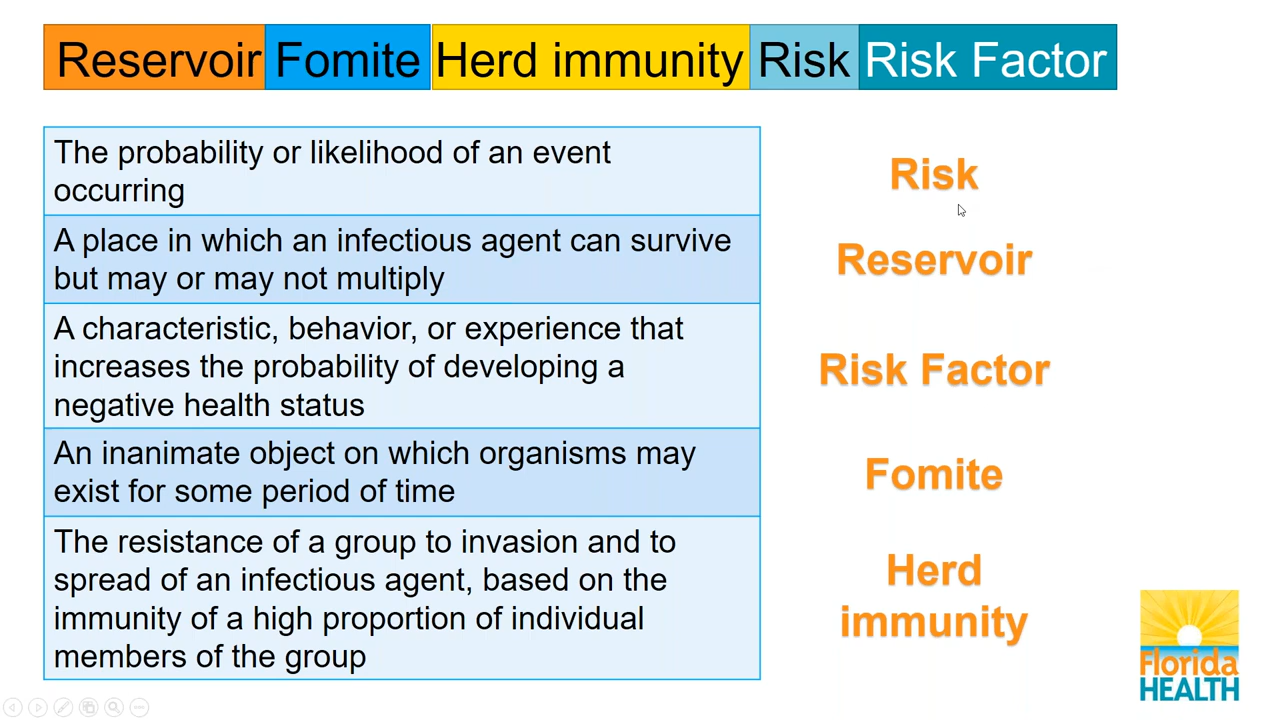 Reservoir Fomite Herd immunity Risk Risk Factor
The probability or likelihood of an event
occurring
Risk
A place in which an infectious agent can survive
but may or may not multiply
Reservoir
A characteristic, behavior, or experience that
increases the probability of developing a
negative health status
Risk Factor
An inanimate object on which organisms may
exist for some period of time
Fomite
The resistance of a group to invasion and to
spread of an infectious agent, based on the
immunity of a high proportion of individual
members of the group
Herd
immunity
Florida
HEALTH